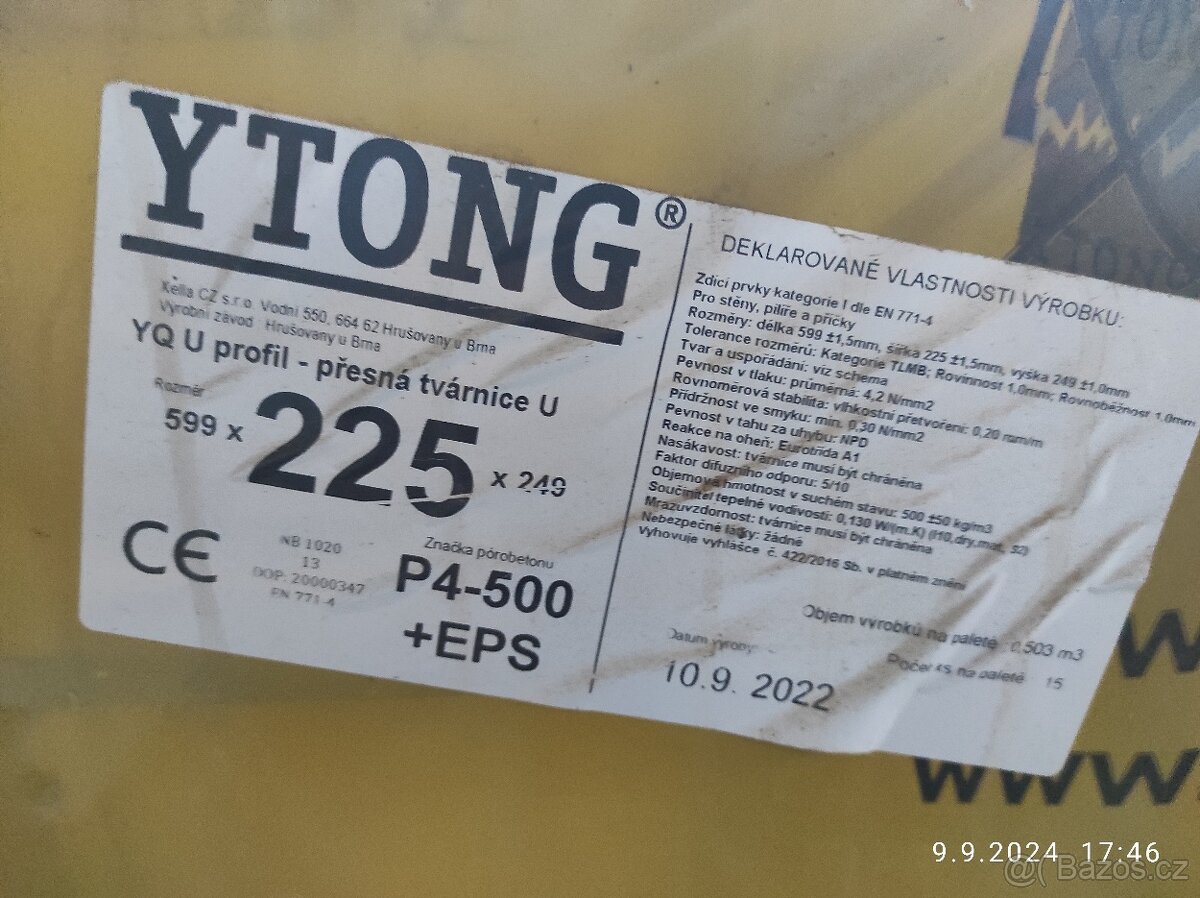 YTONG®
Xella CZ s.r.o. Vodní 550, 664 62 Hrušovany u Brna
Výrobní závod : Hrušovany u Brna
YQ U profil - přesná tvárnice U
Rozměr
599 x 225 x 249
CE
NB 1020
13
DOP: 20000347
EN 771-4
Značka pórobetonu
P4-500
+EPS
DEKLAROVANÉ VLASTNOSTI VÝROBKU:
Zdící prvky kategorie I dle EN 771-4
Pro stěny, pilíře a příčky
Rozměry: délka 599 ±1,5mm, šířka 225 ±1,5mm, výška 249 ±1,0mm
Tolerance rozměrů: Kategorie TLMB; Rovinnost 1,0mm; Rovnoběžnost 1,0mm
Tvar a uspořádání: viz schema
Pevnost v tlaku: průměrná: 4,2 N/mm2
Rovnoměrová stabilita: vlhkostní přetvoření: 0,20 mm/m
Přídržnost ve smyku: min. 0,30 N/mm2
Pevnost v tahu za ohybu: NPD
Reakce na oheň: Eurotřída A1
Nasákavost: tvárnice musí být chráněna
Faktor difuzního odporu: 5/10
Objemová hmotnost v suchém stavu: 500 ±50 kg/m3
Součinitel tepelné vodivosti: 0,130 W/(m.K) (l10,dry,mat, S2)
Mrazuvzdornost: tvárnice musí být chráněna
Nebezpečné látky: žádné
Vyhovuje vyhlášce č. 422/2016 Sb. v platném znění
Objem výrobků na paletě : 0,503 m3
Počet KS na paletě 15
Datum výroby:
10.9. 2022
www.
9.9.2024 17:46
@( Bazos.cz